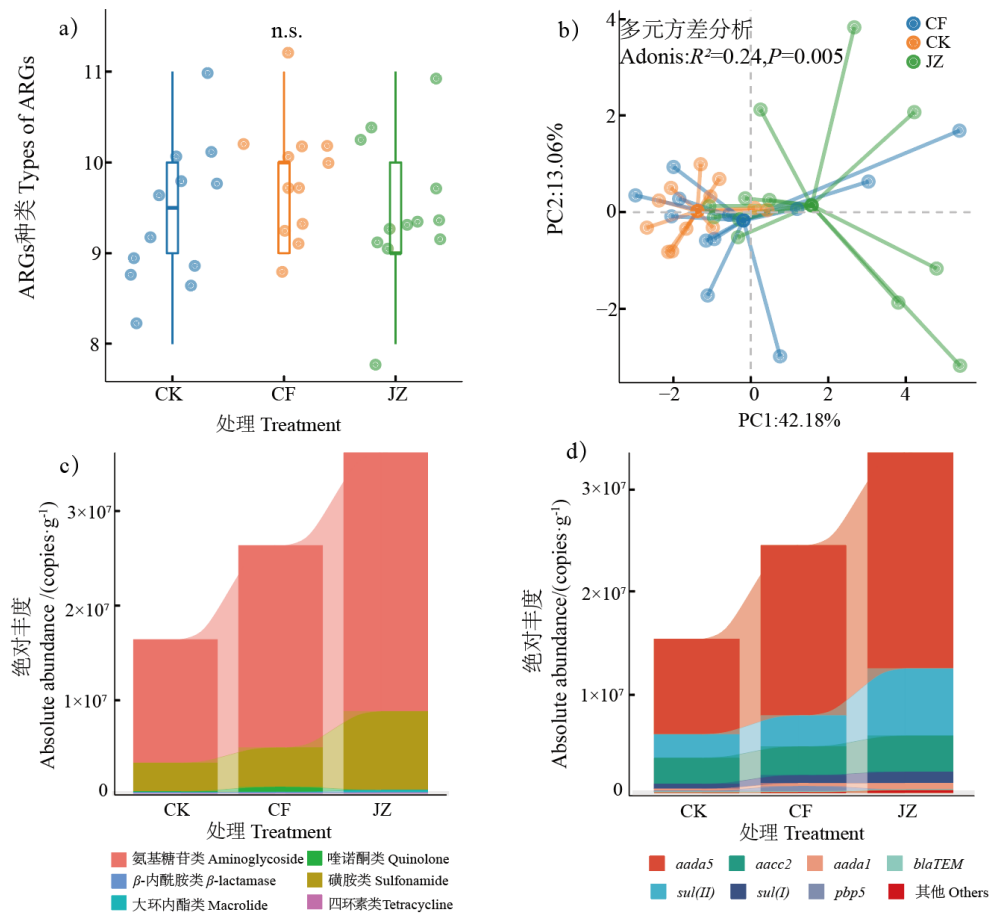 a)
n.s.
ARGs种类 Types of ARGs
11
10
9
8
CK
CF
JZ
处理 Treatment
b)
多元方差分析
Adonis:R²=0.24,P=0.005
CF
CK
JZ
PC2:13.06%
4
2
0
−2
−2
0
2
4
PC1:42.18%
c)
绝对丰度
Absolute abundance /(copies·g⁻¹)
3×10⁷
2×10⁷
1×10⁷
0
CK
CF
JZ
处理 Treatment
氨基糖苷类 Aminoglycoside
喹诺酮类 Quinolone
β-内酰胺类 β-lactamase
磺胺类 Sulfonamide
大环内酯类 Macrolide
四环素类Tetracycline
d)
绝对丰度
Absolute abundance/(copies·g⁻¹)
3×10⁷
2×10⁷
1×10⁷
0
CK
CF
JZ
处理 Treatment
aada5
aacc2
aada1
blaTEM
sul(II)
sul(I)
pbp5
其他 Others